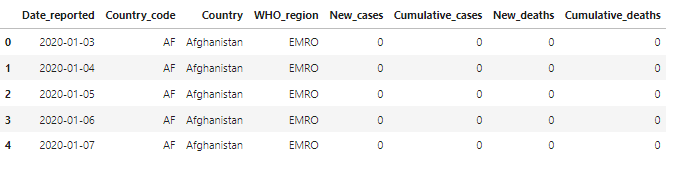 Date_reported Country_code Country WHO_region New_cases Cumulative_cases New_deaths Cumulative_deaths
0 2020-01-03 AF Afghanistan EMRO 0 0 0 0
1 2020-01-04 AF Afghanistan EMRO 0 0 0 0
2 2020-01-05 AF Afghanistan EMRO 0 0 0 0
3 2020-01-06 AF Afghanistan EMRO 0 0 0 0
4 2020-01-07 AF Afghanistan EMRO 0 0 0 0